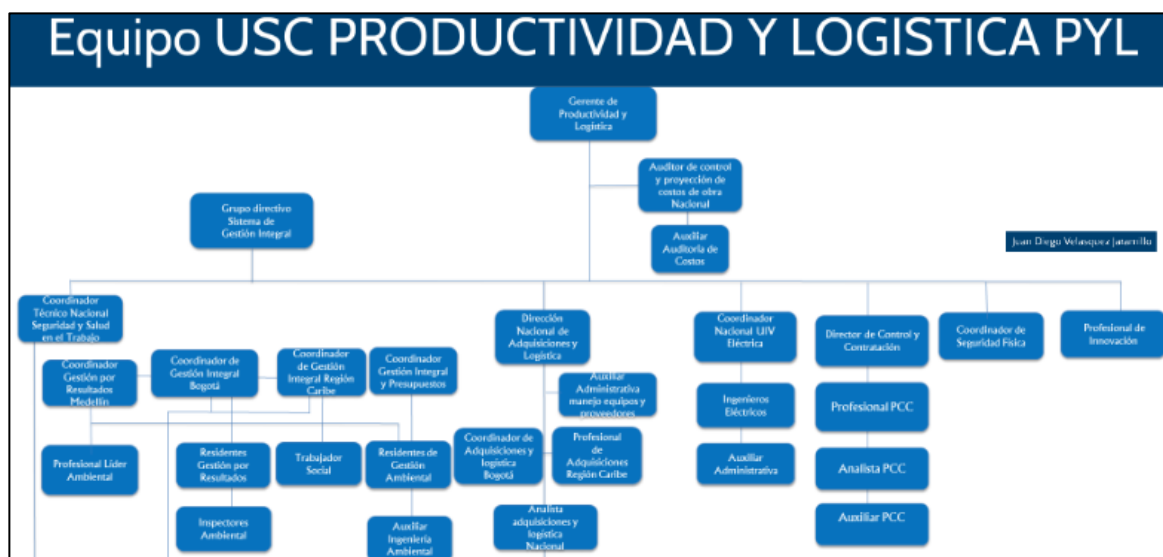 Equipo USC PRODUCTIVIDAD Y LOGISTICA PYL
Gerente de
Productividad y
Logística
Auditor de control
y proyección de
costos de obra
Nacional
Grupo directivo
Sistema de
Gestión Integral
Auxiliar
Auditoría de
Costos
Juan Diego Velasquez Jaramillo
Coordinador
Técnico Nacional
Seguridad y Salud
en el Trabajo
Dirección
Nacional de
Adquisiciones y
Logística
Coordinador
Nacional UIV
Eléctrica
Director de Control y
Contratación
Coordinador de
Seguridad Física
Profesional de
Innovación
Coordinador
Gestión por
Resultados
Medellín
Coordinador de
Gestión Integral
Bogotá
Coordinador
de Gestión
Integral Región
Caribe
Coordinador
Gestión Integral
y Presupuestos
Auxiliar
Administrativa
manejo equipos y
proveedores
Ingenieros
Eléctricos
Profesional PCC
Profesional Líder
Ambiental
Residentes
Gestión por
Resultados
Trabajador
Social
Residentes de
Gestión
Ambiental
Coordinador de
Adquisiciones y
logística
Bogotá
Profesional
de
Adquisiciones
Región Caribe
Auxiliar
Administrativa
Analista PCC
Inspectores
Ambiental
Auxiliar
Ingeniería
Ambiental
Analista
adquisiciones y
logística
Nacional
Auxiliar PCC